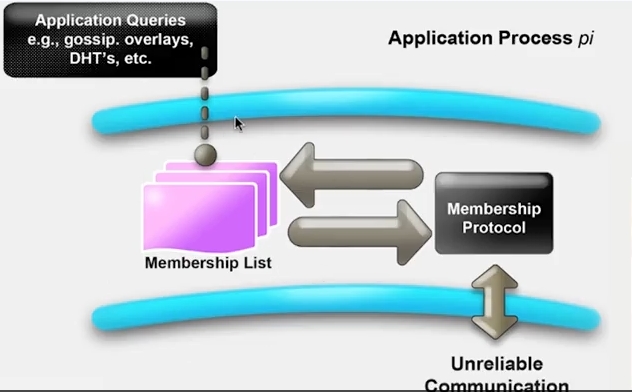 Application Queries
e.g., gossip. overlays,
DHT's, etc.
Application Process pi
Membership
Protocol
Membership List
Unreliable
Communication